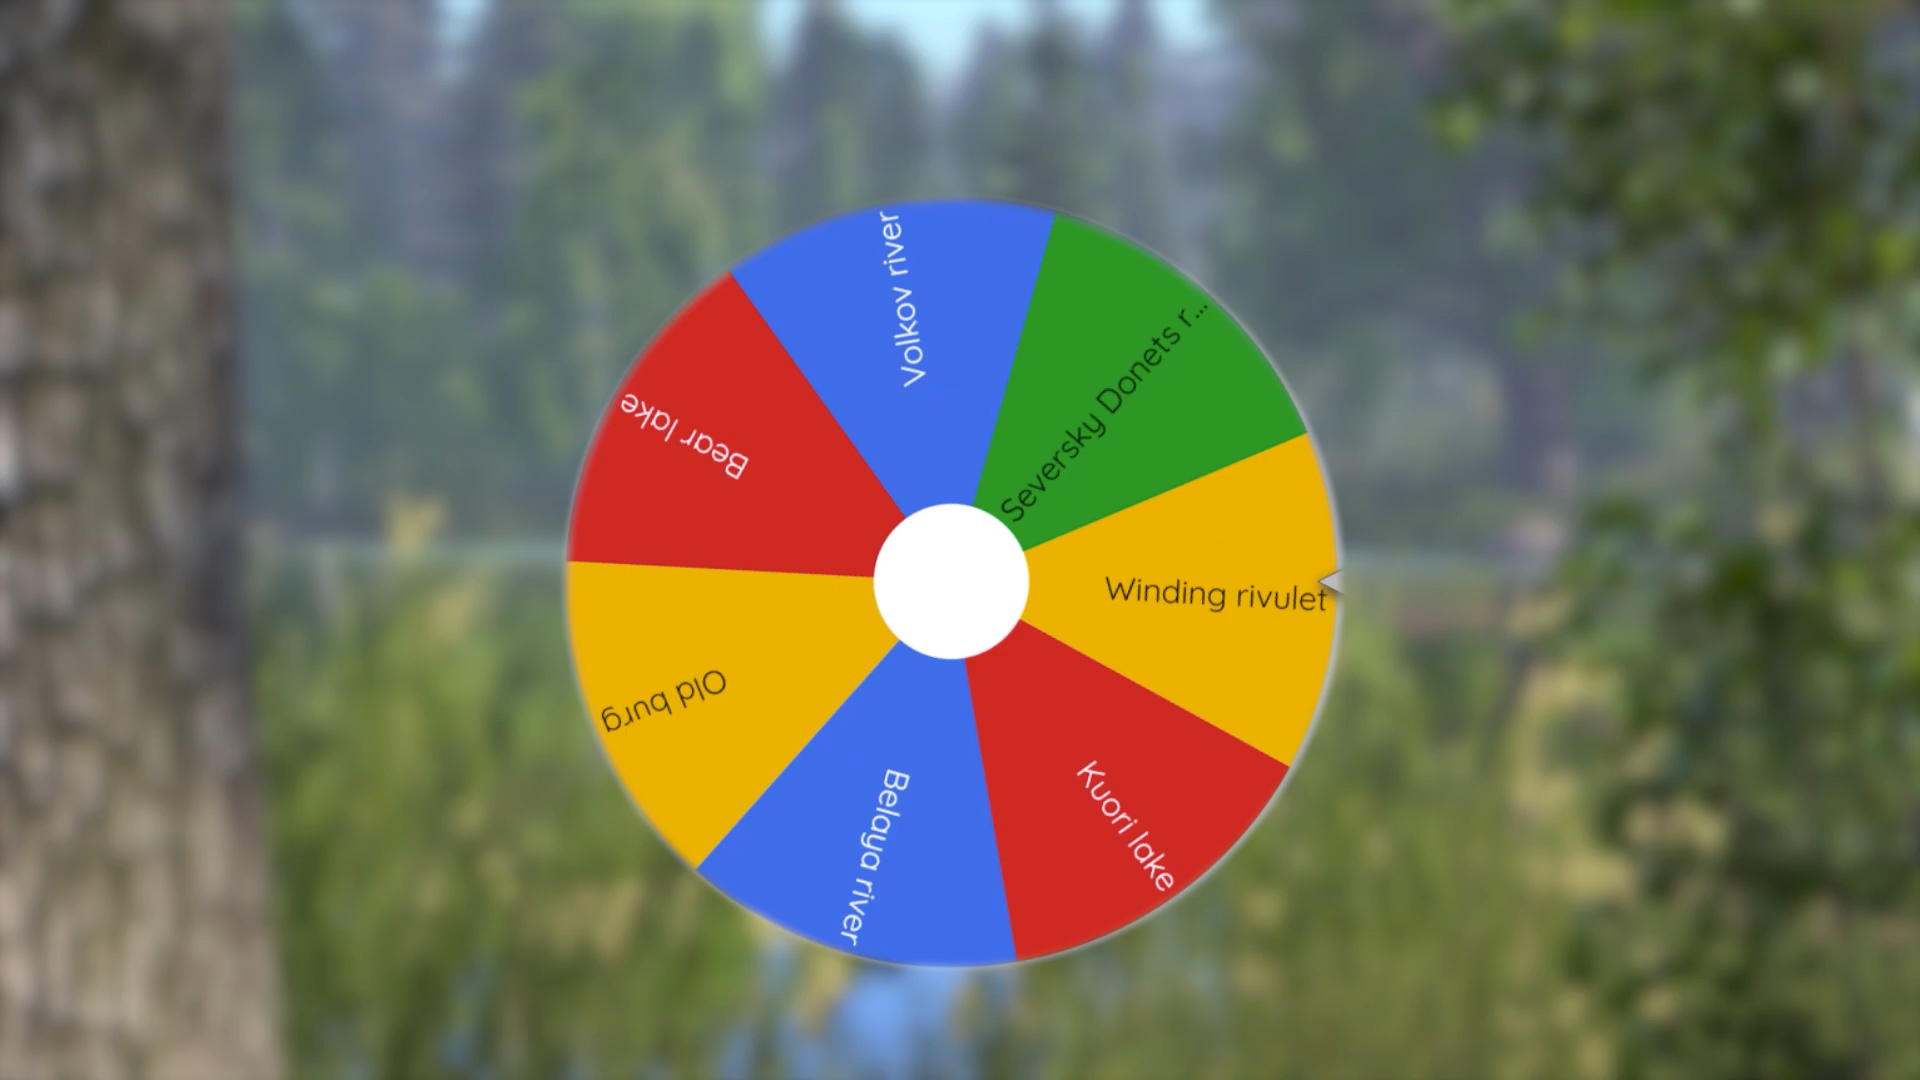 Volkov river
Seversky Donets r...
Winding rivulet
Kuori lake
Belaya river
Old burg
Bear lake